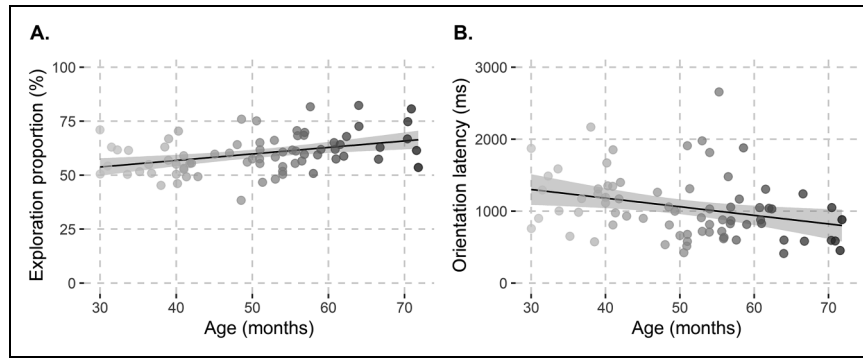 A.
Exploration proportion (%)
100
75
50
25
0
30 40 50 60 70
Age (months)
B.
Orientation latency (ms)
3000
2000
1000
0
30 40 50 60 70
Age (months)